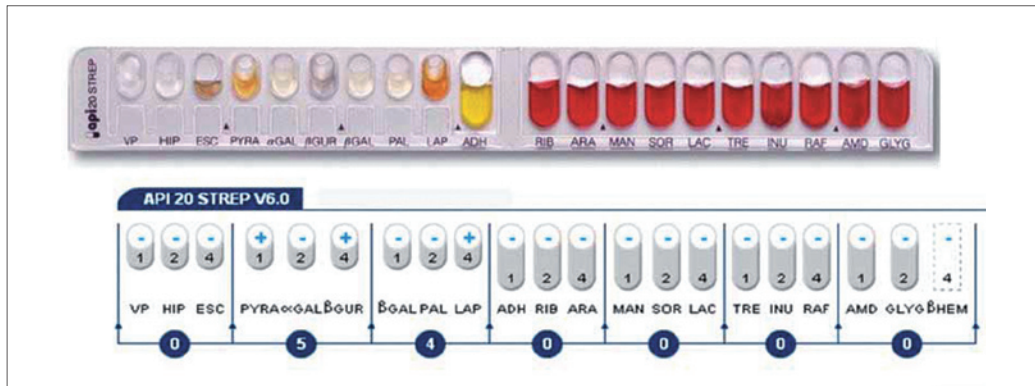 api 20 STREP
VP HIP ESC PYRA αGAL βGUR βGAL PAL LAP ADH RIB ARA MAN SOR LAC TRE INU RAF AMD GLYG
API 20 STREP V6.0
- - - + - + - - + - - - - - - - - - - - -
1 2 4 1 2 4 1 2 4 1 2 4 1 2 4 1 2 4 1 2 4
VP HIP ESC PYRA αGAL βGUR βGAL PAL LAP ADH RIB ARA MAN SOR LAC TRE INU RAF AMD GLYG βHEM
0 5 4 0 0 0 0